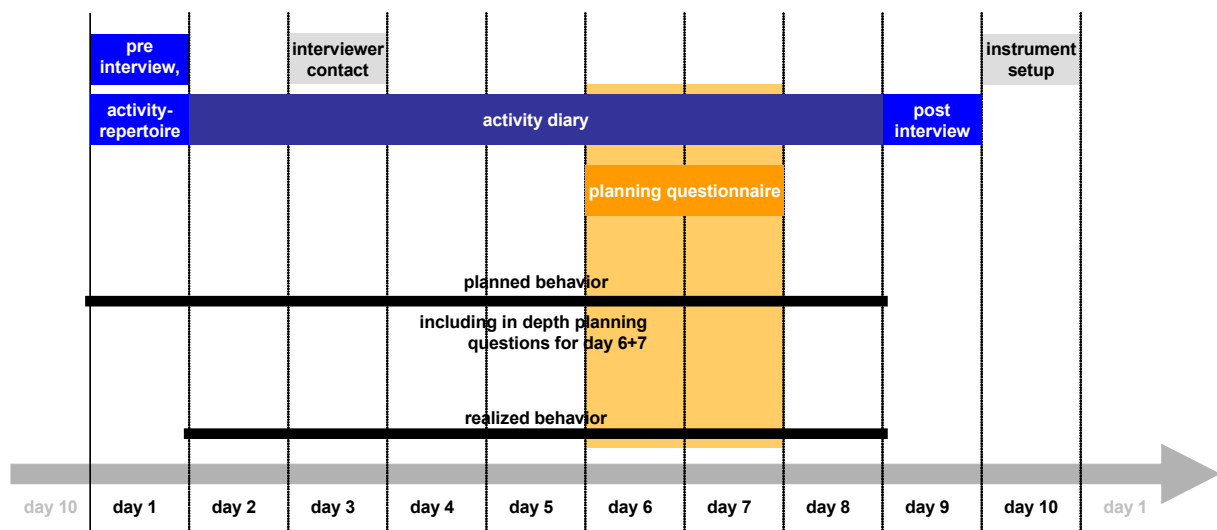 pre
interview,
interviewer
contact
instrument
setup
activity-
repertoire
activity diary
post
interview
planning questionnaire
planned behavior
including in depth planning
questions for day 6+7
realized behavior
day 10
day 1
day 2
day 3
day 4
day 5
day 6
day 7
day 8
day 9
day 10
day 1